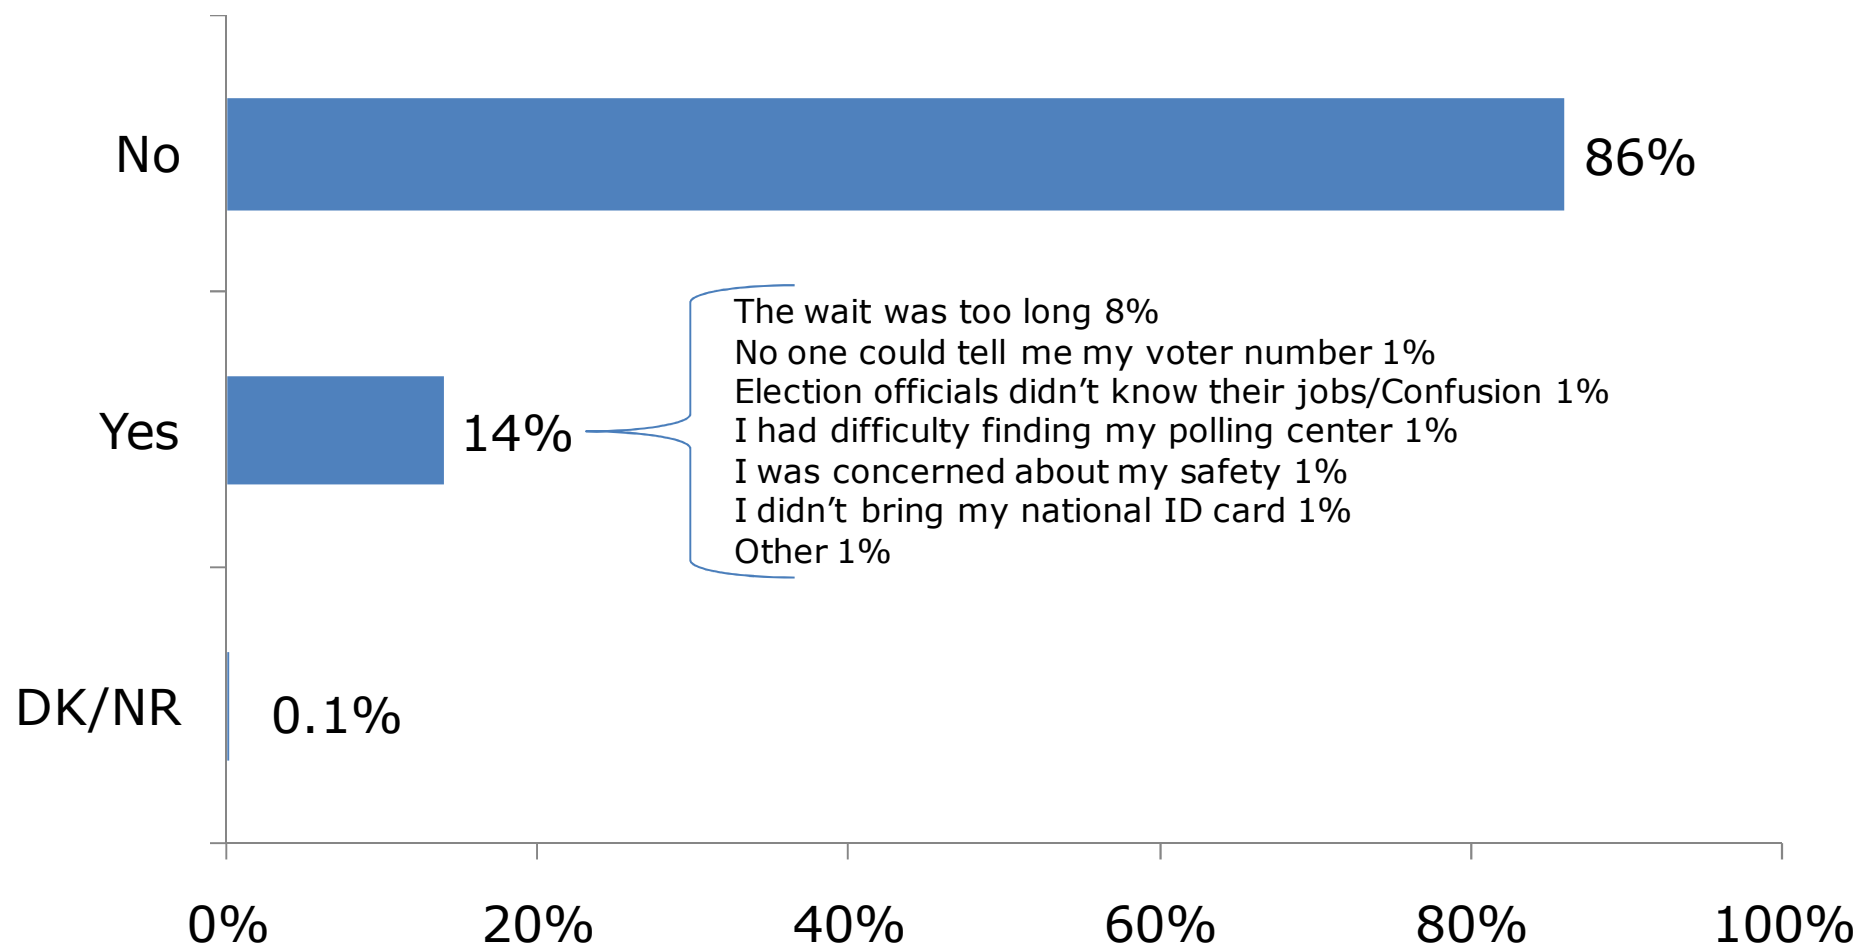 No
86%
The wait was too long 8%
No one could tell me my voter number 1%
Election officials didn’t know their jobs/Confusion 1%
Yes
14%
I had difficulty finding my polling center 1%
I was concerned about my safety 1%
I didn’t bring my national ID card 1%
Other 1%
DK/NR
0.1%
0% 20% 40% 60% 80% 100%